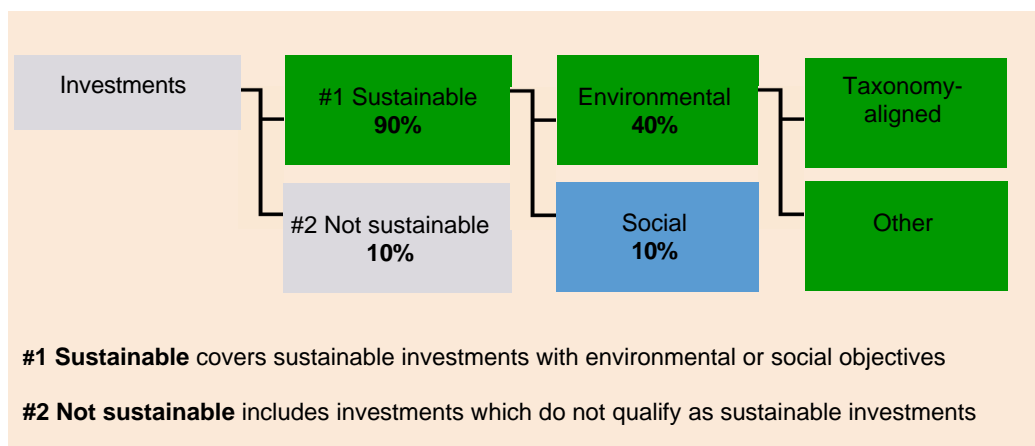 Investments
#1 Sustainable
90%
#2 Not sustainable
10%
Environmental
40%
Social
10%
Taxonomy-
aligned
Other
#1 Sustainable covers sustainable investments with environmental or social objectives
#2 Not sustainable includes investments which do not qualify as sustainable investments